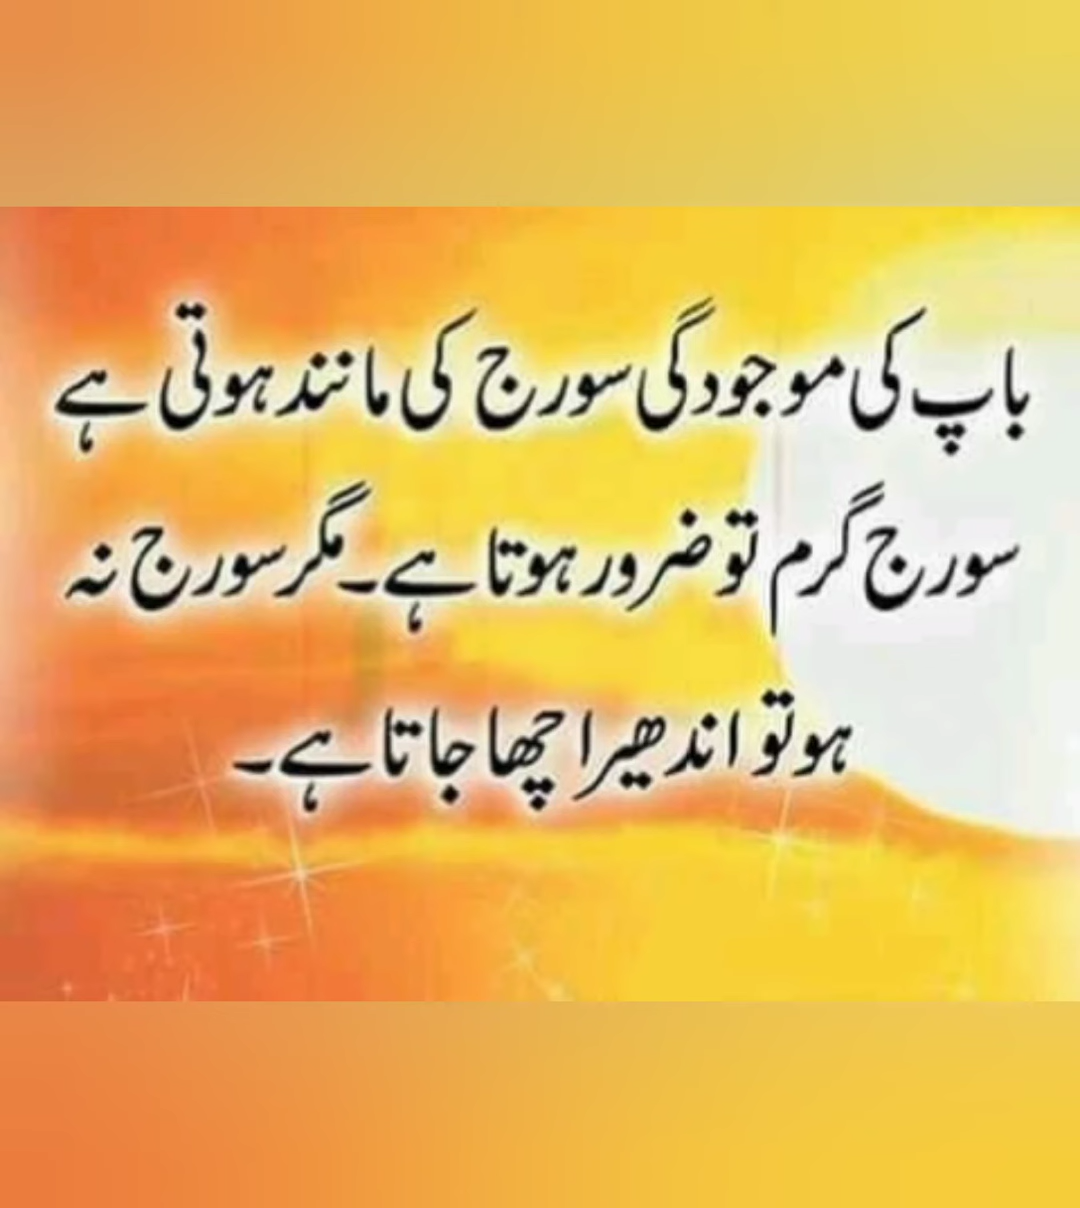 باپ کی موجودگی سورج کی مانند ہوتی ہے
سورج گرم تو ضرور ہوتا ہے۔ مگر سورج نہ
ہو تو اندھیرا چھا جاتا ہے۔